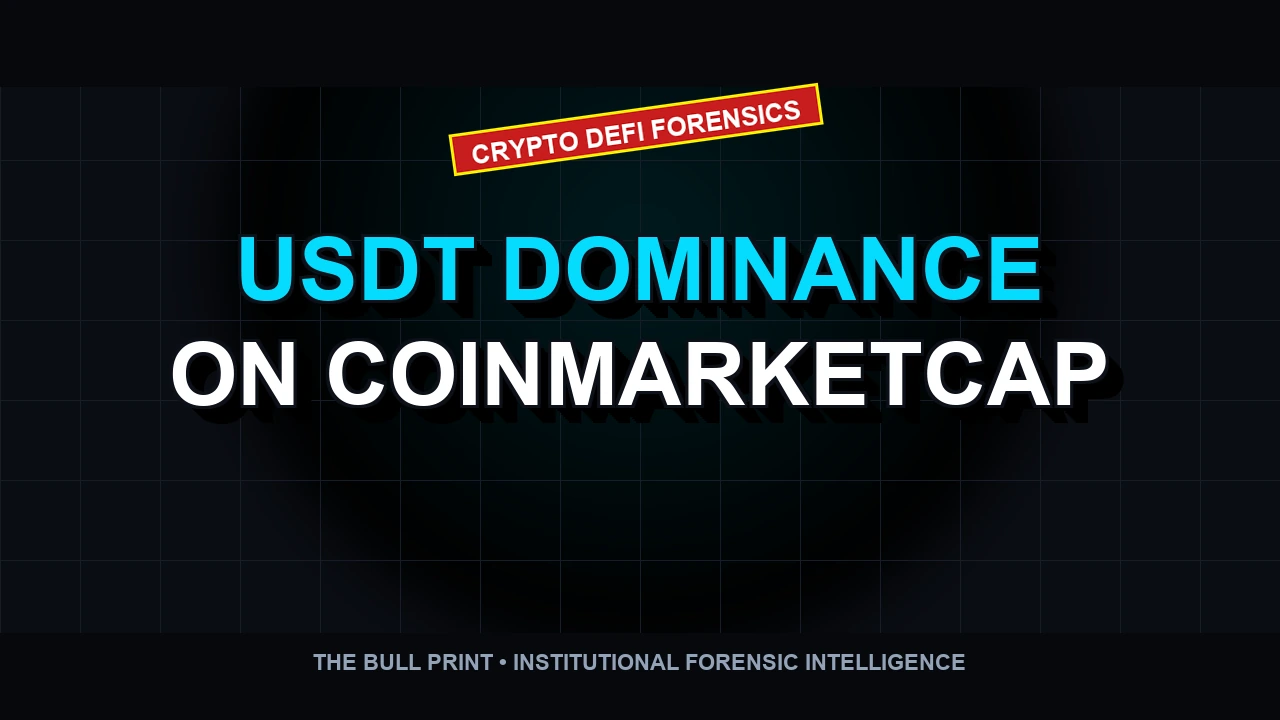 CRYPTO DEFI FORENSICS
USDT DOMINANCE
ON COINMARKETCAP
THE BULL PRINT • INSTITUTIONAL FORENSIC INTELLIGENCE